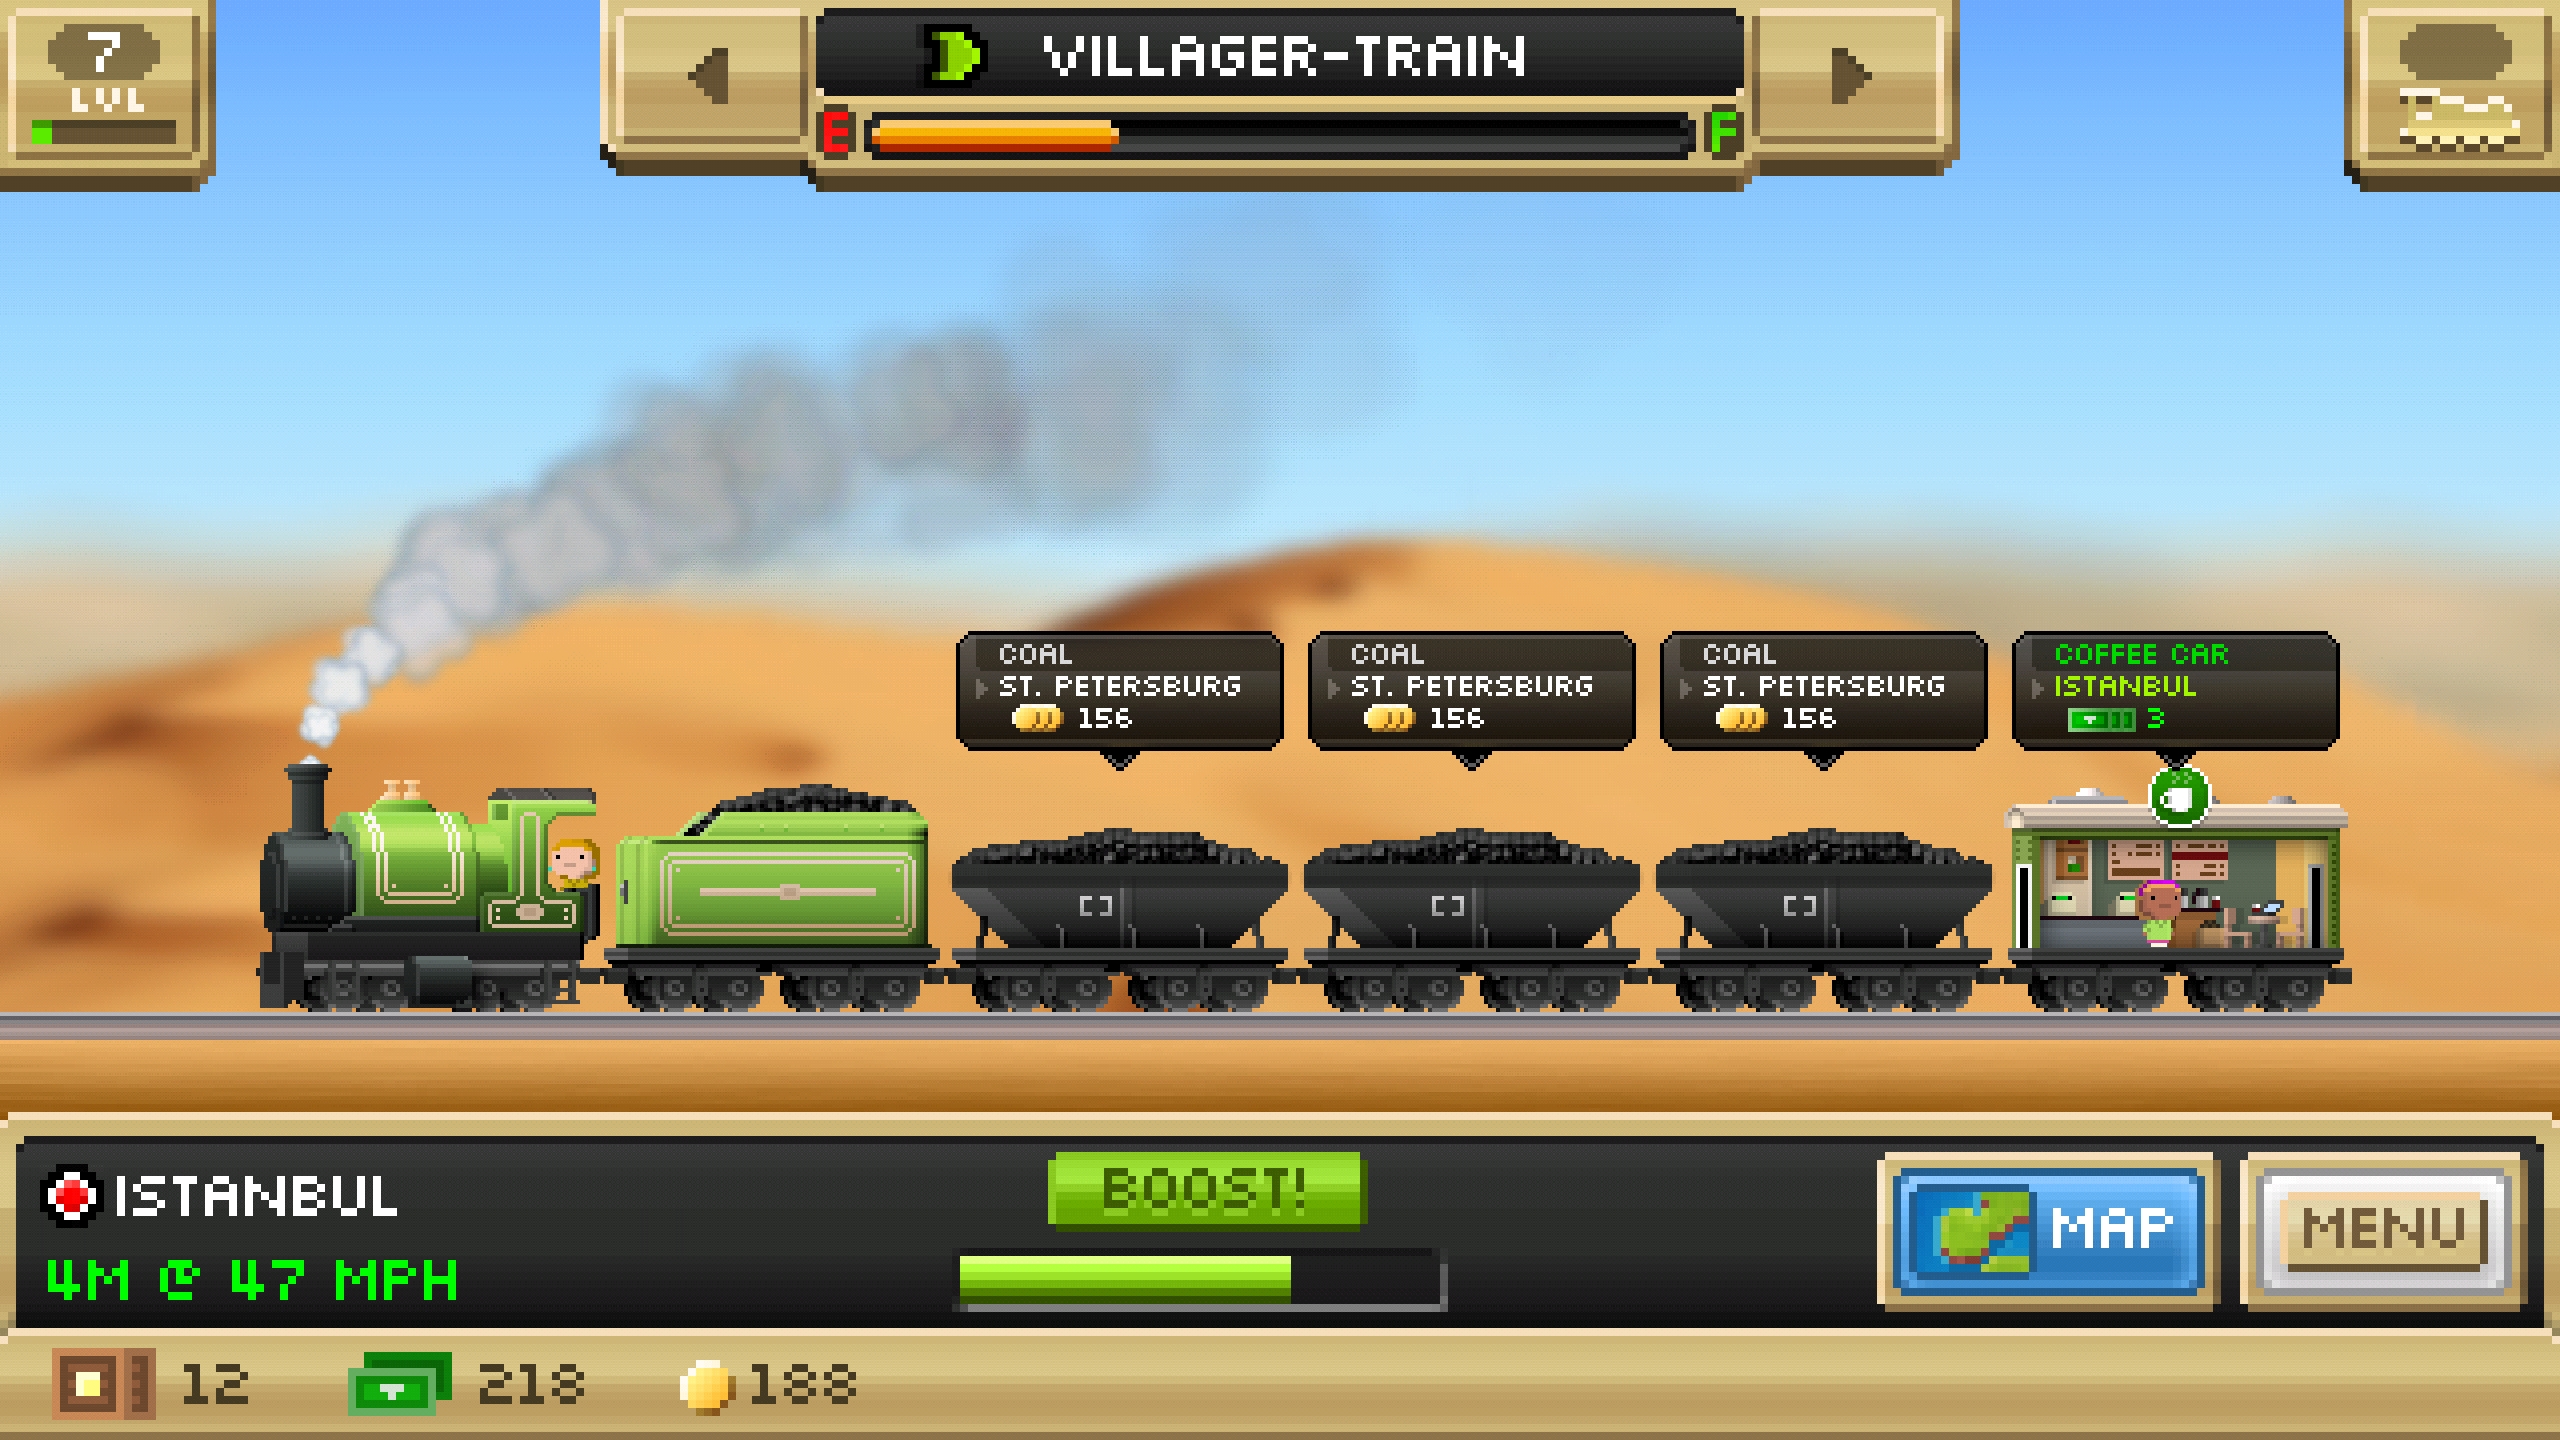 7
LVL
VILLAGER-TRAIN
E F
COAL
ST. PETERSBURG
156
COAL
ST. PETERSBURG
156
COAL
ST. PETERSBURG
156
COFFEE CAR
ISTANBUL
3
ISTANBUL
4M @ 47 MPH
BOOST!
MAP
MENU
12 218 188